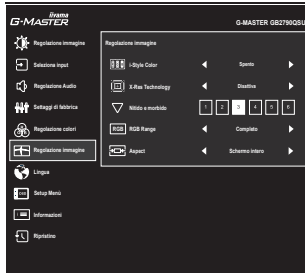 iiyama
G-MASTER
G-MASTER GB2790QSU
Regolazione immagine
Regolazione immagine
i-Style Color
Spento
Selezione input
X-Res Technology
Disattiva
Regolazione Audio
Nitido e morbido
1 2 3 4 5 6
Settaggi di fabbrica
RGB RGB Range
Completo
Regolazione colori
Aspect
Schermo intero
Regolazione immagine
Lingua
OSD
Setup Menù
Informazioni
Ripristino